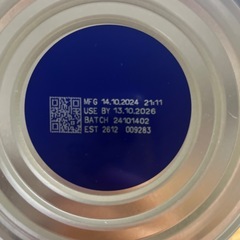 MFG 14.10.2024 21:11
USE BY 13.10.2026
BATCH 24101402
EST 2612 009283